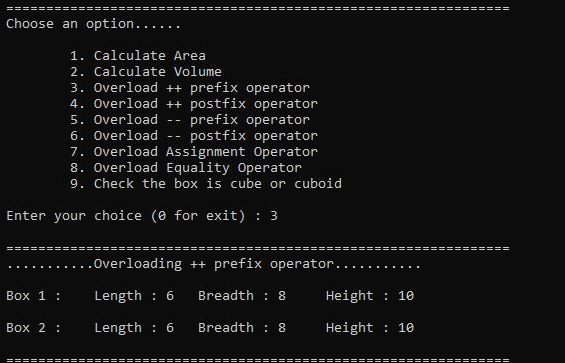 ===============================================================
Choose an option......
1. Calculate Area
2. Calculate Volume
3. Overload ++ prefix operator
4. Overload ++ postfix operator
5. Overload -- prefix operator
6. Overload -- postfix operator
7. Overload Assignment Operator
8. Overload Equality Operator
9. Check the box is cube or cuboid
Enter your choice (0 for exit) : 3
===============================================================
...........Overloading ++ prefix operator...........
Box 1 :    Length : 6   Breadth : 8     Height : 10
Box 2 :    Length : 6   Breadth : 8     Height : 10
===============================================================